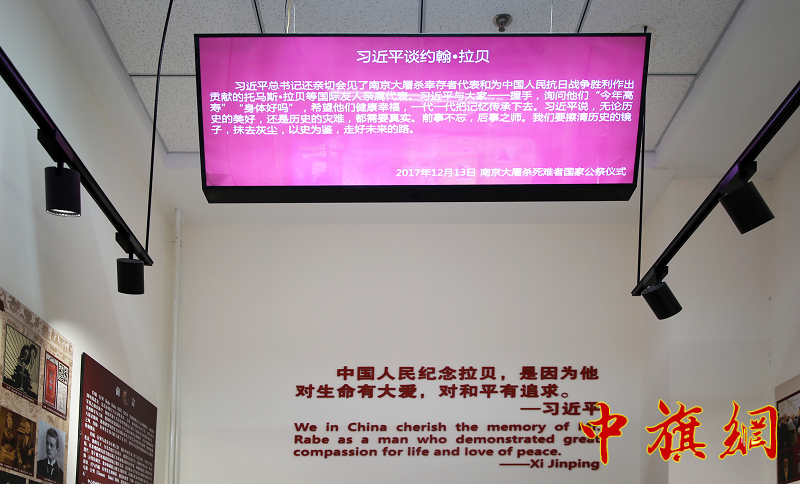 习近平谈约翰•拉贝
习近平总书记还亲切会见了南京大屠杀幸存者代表和为中国人民抗日战争胜利作出
贡献的托马斯•拉贝等国际友人亲属代表。习近平与大家一一握手，询问他们“今年高
寿”“身体好吗”，希望他们健康幸福，一代一代把记忆传承下去。习近平说，无论历
史的美好，还是历史的灾难，都需要真实。前事不忘，后事之师。我们要擦清历史的镜
子，抹去灰尘，以史为鉴，走好未来的路。
2017年12月13日 南京大屠杀死难者国家公祭仪式
中国人民纪念拉贝，是因为他
对生命有大爱，对和平有追求。
—习近平
We in China cherish the memory of
Rabe as a man who demonstrated great
compassion for life and love of peace.
——Xi Jinping
中旗網